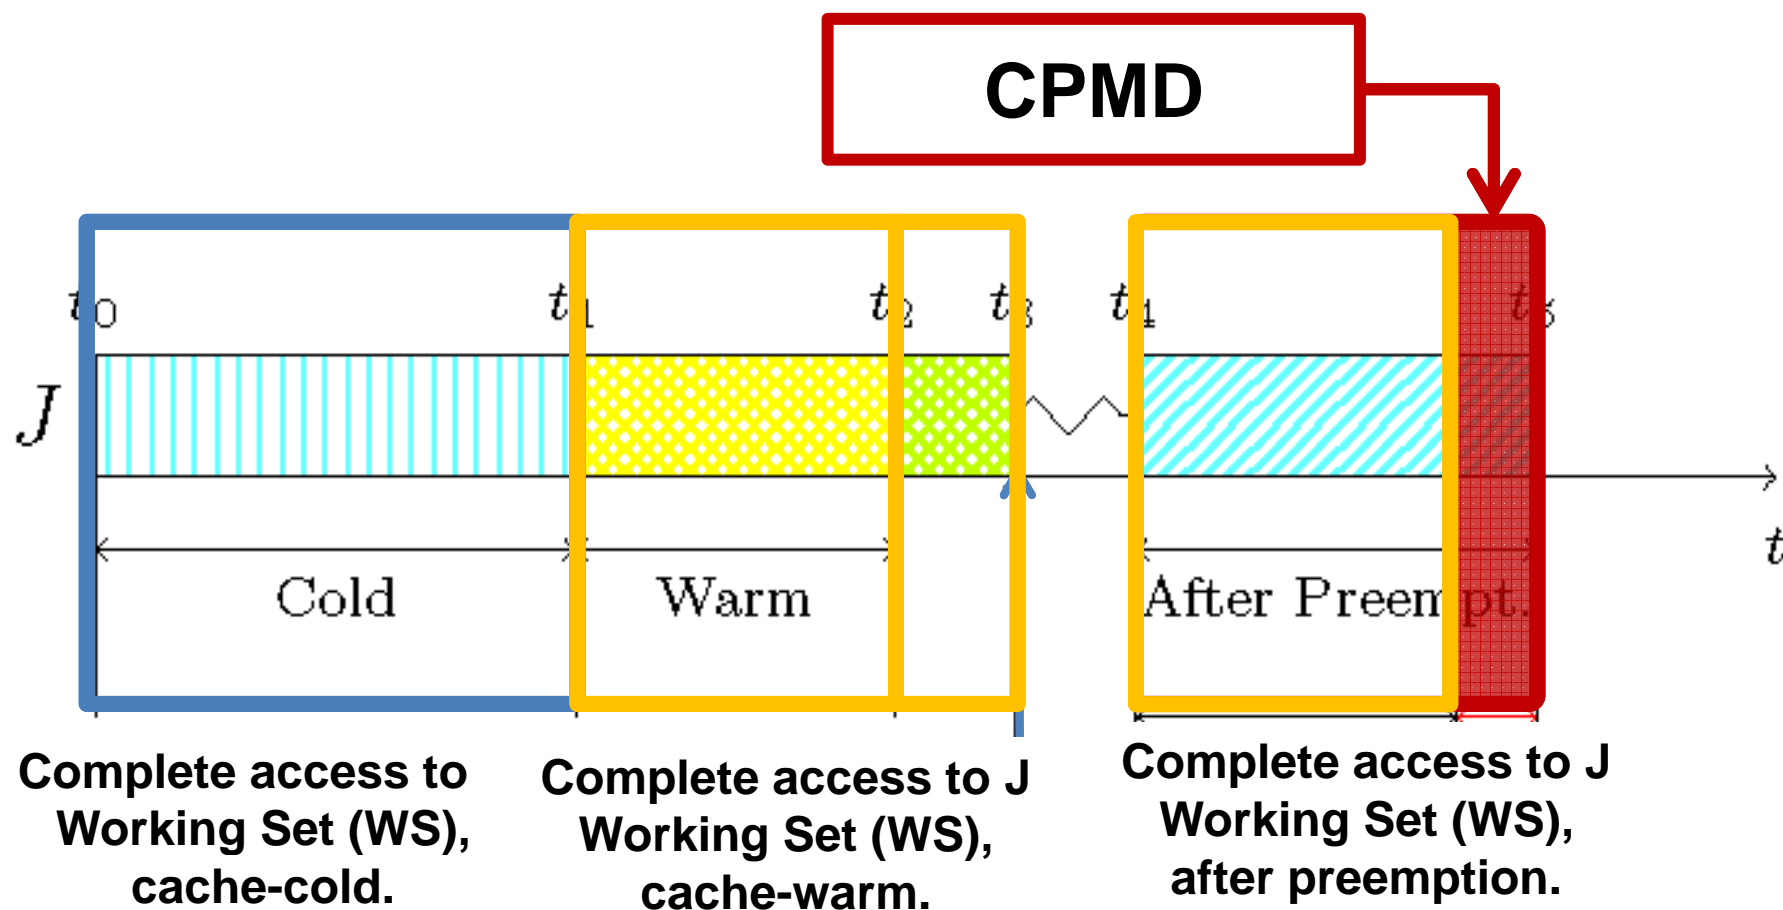 CPMD
t0 t1 t2 t3 t4 t5
J
t
Cold Warm After Preempt.
Complete access to
Working Set (WS),
cache-cold.
Complete access to J
Working Set (WS),
cache-warm.
Complete access to J
Working Set (WS),
after preemption.